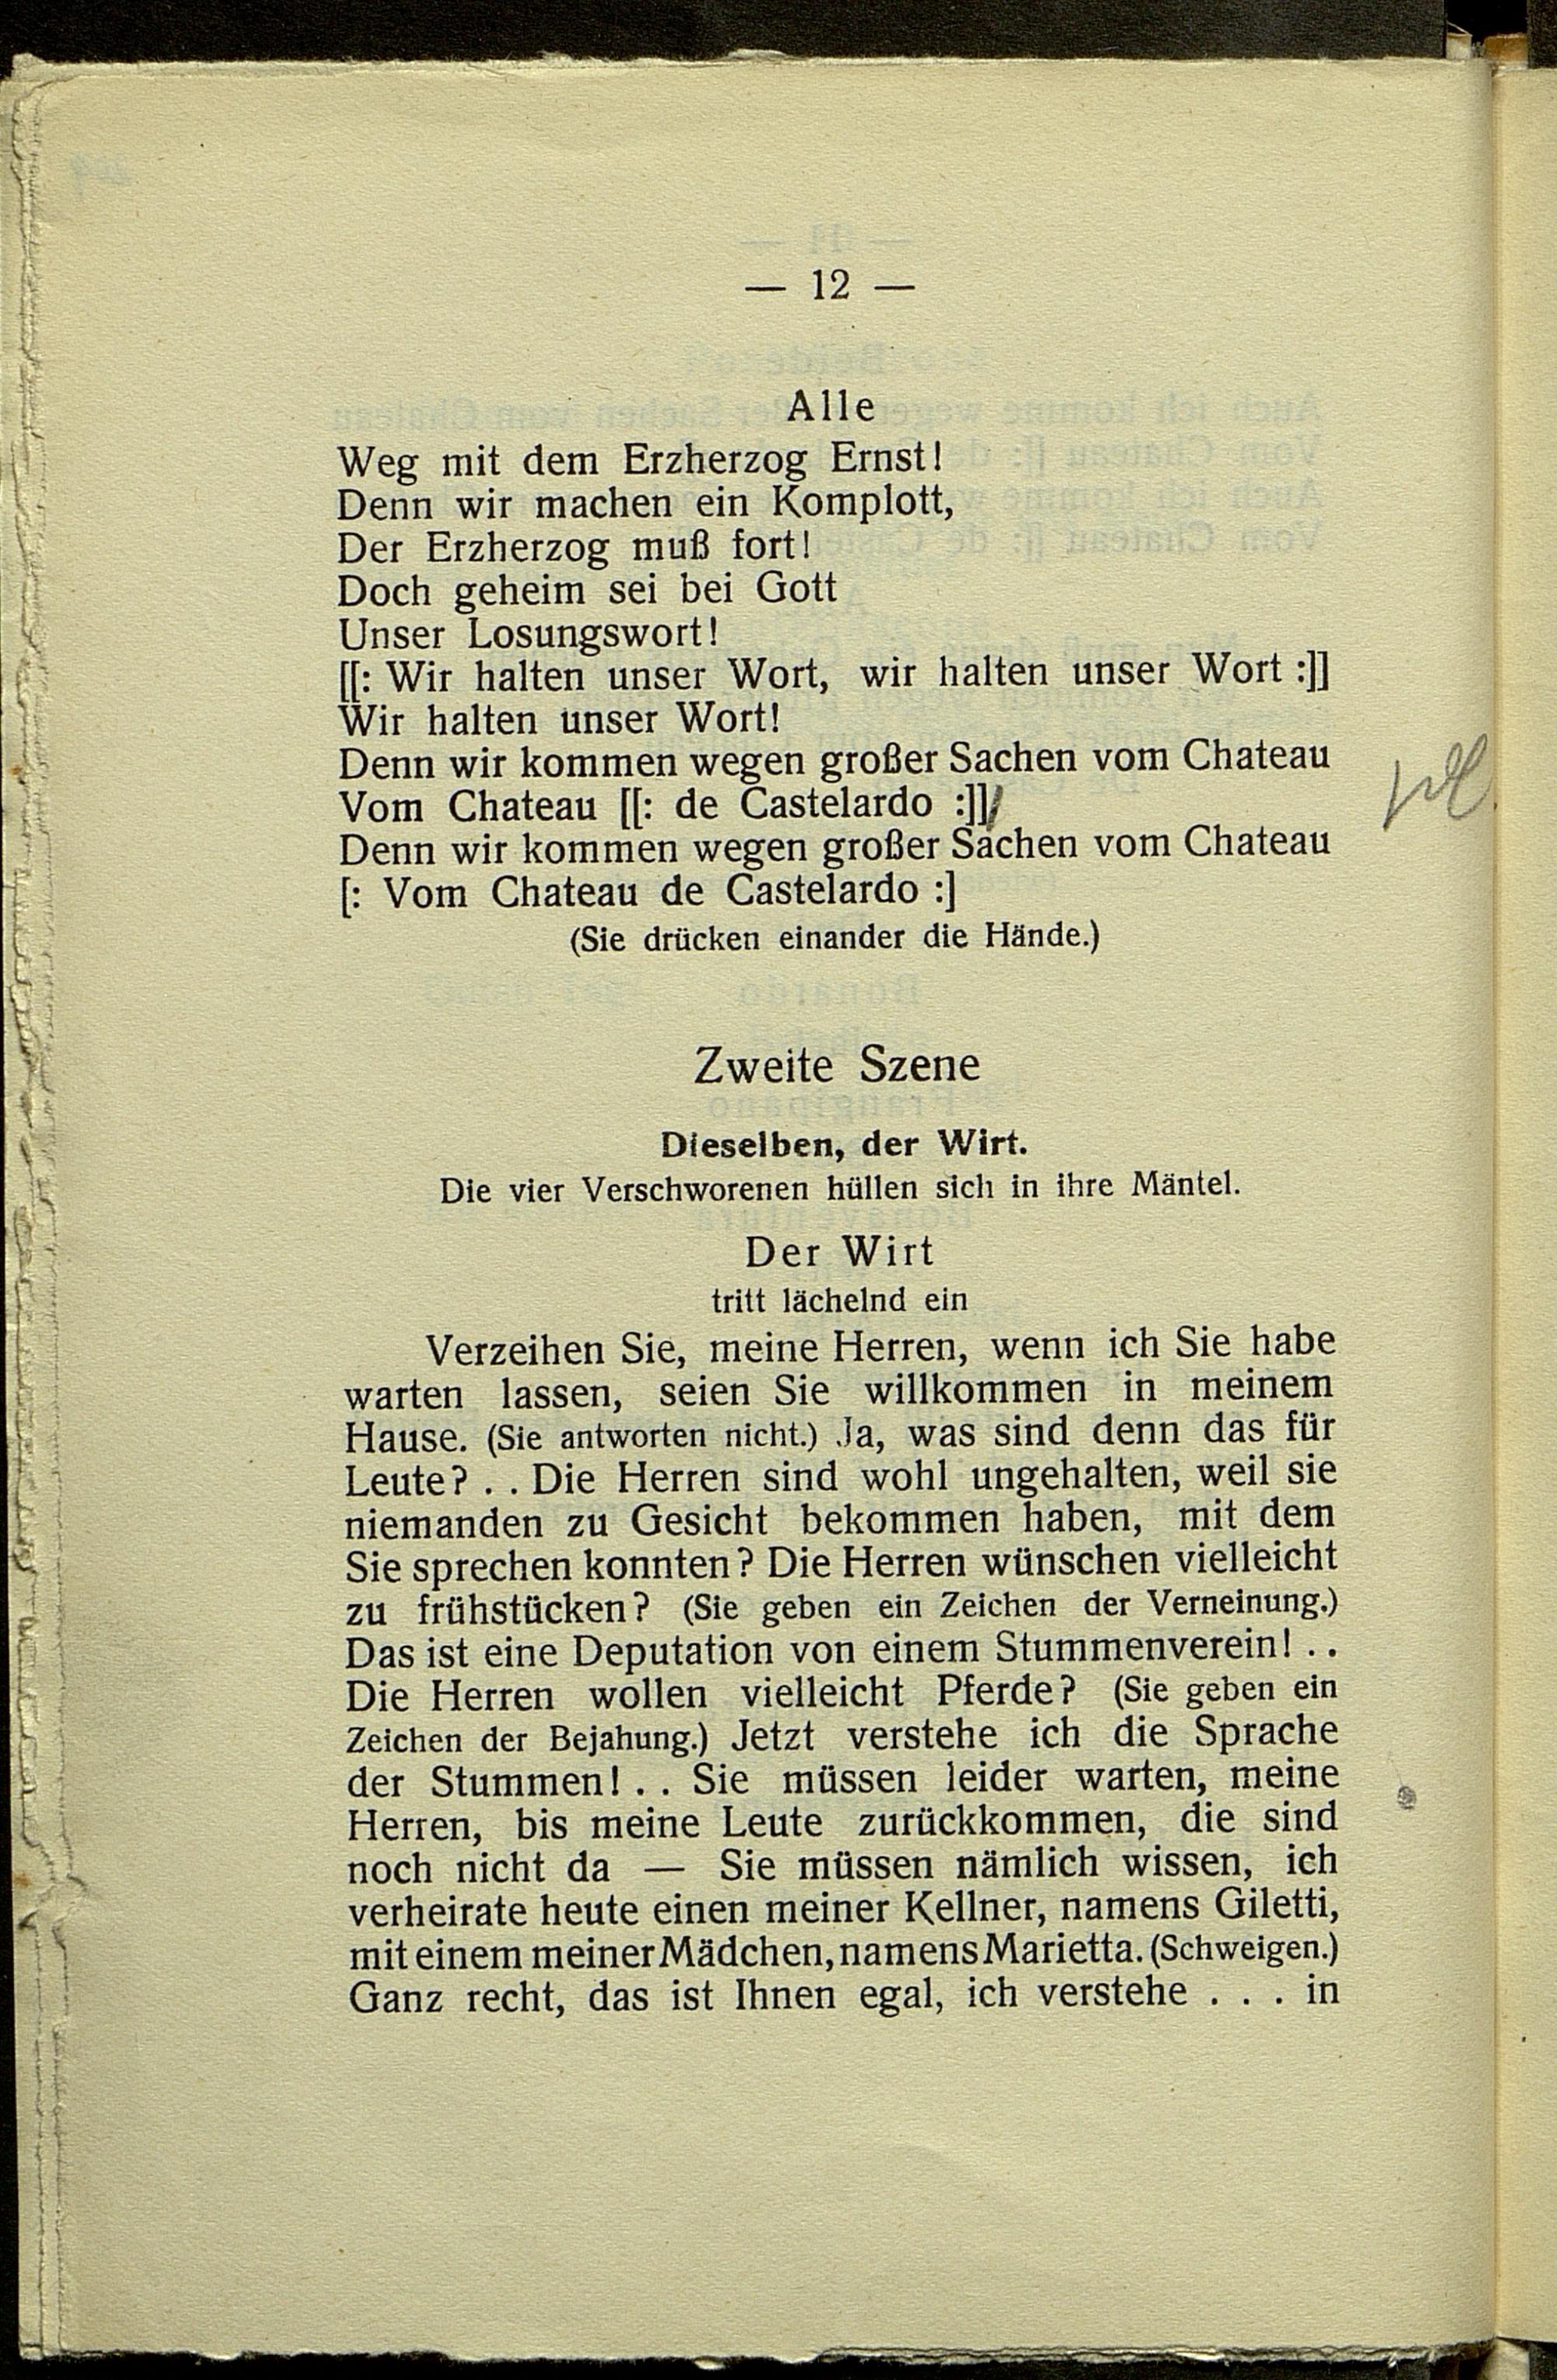 — 12 —
Alle
Weg mit dem Erzherzog Ernst!
Denn wir machen ein Komplott,
Der Erzherzog muß fort!
Doch geheim sei bei Gott
Unser Losungswort!
[[: Wir halten unser Wort, wir halten unser Wort :]]
Wir halten unser Wort!
Denn wir kommen wegen großer Sachen vom Chateau
Vom Chateau [[: de Castelardo :]]
Denn wir kommen wegen großer Sachen vom Chateau
[: Vom Chateau de Castelardo :]
(Sie drücken einander die Hände.)
Zweite Szene
Dieselben, der Wirt.
Die vier Verschworenen hüllen sich in ihre Mäntel.
Der Wirt
tritt lächelnd ein
Verzeihen Sie, meine Herren, wenn ich Sie habe
warten lassen, seien Sie willkommen in meinem
Hause. (Sie antworten nicht.) Ja, was sind denn das für
Leute? . . Die Herren sind wohl ungehalten, weil sie
niemanden zu Gesicht bekommen haben, mit dem
Sie sprechen konnten? Die Herren wünschen vielleicht
zu frühstücken? (Sie geben ein Zeichen der Verneinung.)
Das ist eine Deputation von einem Stummenverein! . .
Die Herren wollen vielleicht Pferde? (Sie geben ein
Zeichen der Bejahung.) Jetzt verstehe ich die Sprache
der Stummen! . . Sie müssen leider warten, meine
Herren, bis meine Leute zurückkommen, die sind
noch nicht da — Sie müssen nämlich wissen, ich
verheirate heute einen meiner Kellner, namens Giletti,
mit einem meiner Mädchen, namens Marietta. (Schweigen.)
Ganz recht, das ist Ihnen egal, ich verstehe . . . in